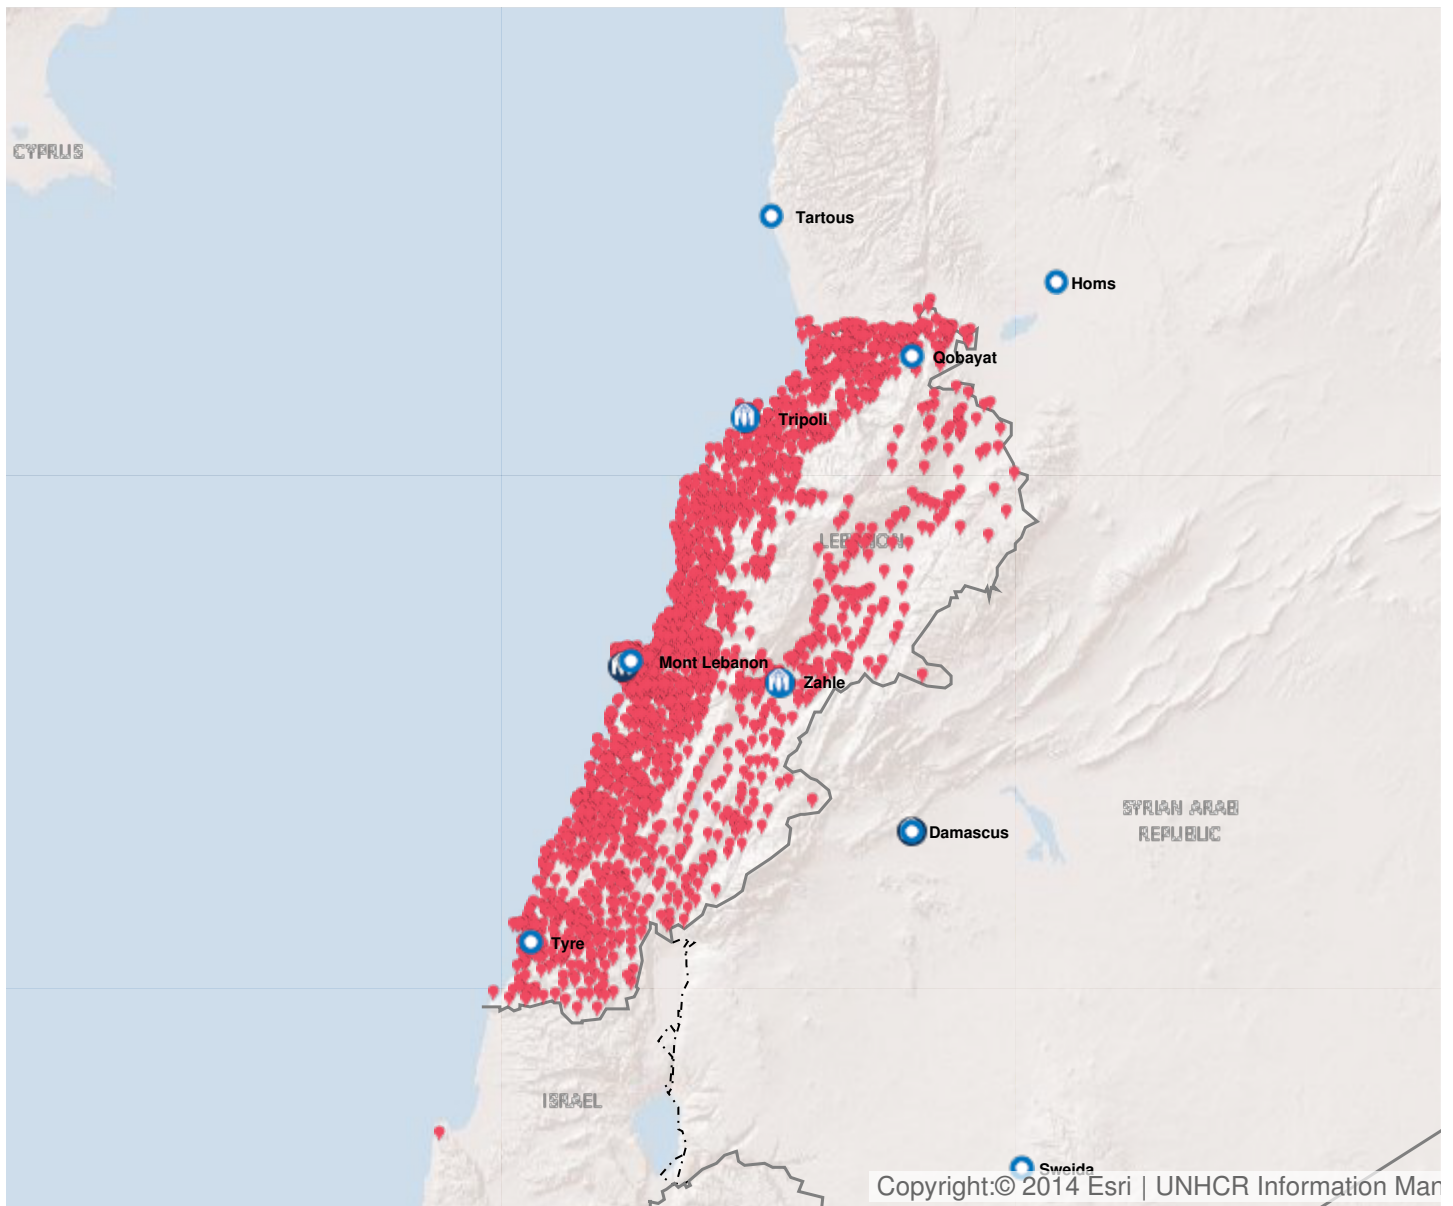 CYPRUS
Tartous
Homs
Qobayat
Tripoli
LEBANON
Mont Lebanon
Zahle
SYRIAN ARAB
REPUBLIC
Damascus
Tyre
ISRAEL
Sweida
Copyright:© 2014 Esri | UNHCR Information Man